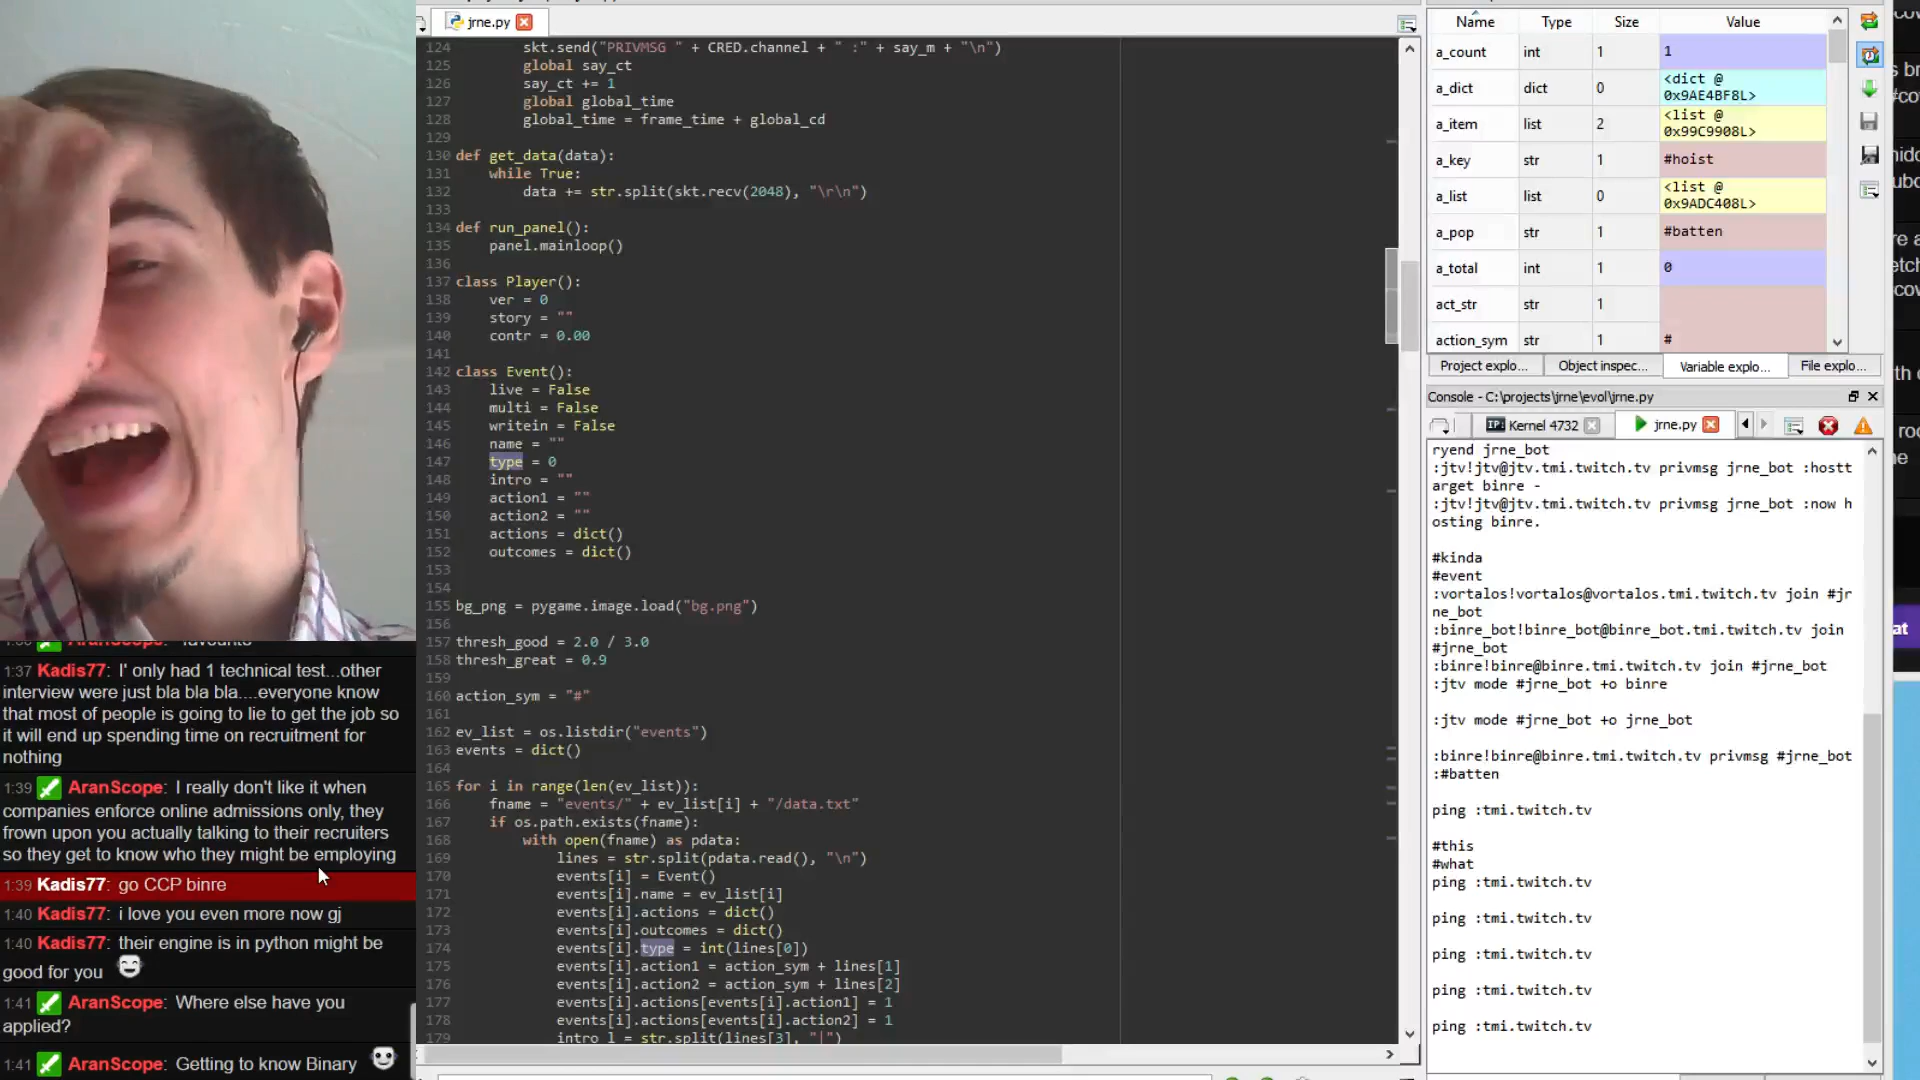 jrne.py
124 skt.send("PRIVMSG " + CRED.channel + " :" + say_m + "\n")
125 global say_ct
126 say_ct += 1
127 global global_time
128 global_time = frame_time + global_cd
129
130 def get_data(data):
131 while True:
132 data += str.split(skt.recv(2048), "\r\n")
133
134 def run_panel():
135 panel.mainloop()
136
137 class Player():
138 ver = 0
139 story = ""
140 contr = 0.00
141
142 class Event():
143 live = False
144 multi = False
145 writein = False
146 name = ""
147 type = 0
148 intro = ""
149 action1 = ""
150 action2 = ""
151 actions = dict()
152 outcomes = dict()
153
154
155 bg_png = pygame.image.load("bg.png")
156
157 thresh_good = 2.0 / 3.0
158 thresh_great = 0.9
159
160 action_sym = "#"
161
162 ev_list = os.listdir("events")
163 events = dict()
164
165 for i in range(len(ev_list)):
166 fname = "events/" + ev_list[i] + "/data.txt"
167 if os.path.exists(fname):
168 with open(fname) as pdata:
169 lines = str.split(pdata.read(), "\n")
170 events[i] = Event()
171 events[i].name = ev_list[i]
172 events[i].actions = dict()
173 events[i].outcomes = dict()
174 events[i].type = int(lines[0])
175 events[i].action1 = action_sym + lines[1]
176 events[i].action2 = action_sym + lines[2]
177 events[i].actions[events[i].action1] = 1
178 events[i].actions[events[i].action2] = 1
179 intro_l = str.split(lines[3], "|")
AranScope: favourite
1:37 Kadis77: I' only had 1 technical test...other
interview were just bla bla bla....everyone know
that most of people is going to lie to get the job so
it will end up spending time on recruitment for
nothing
1:39 AranScope: I really don't like it when
companies enforce online admissions only, they
frown upon you actually talking to their recruiters
so they get to know who they might be employing
1:39 Kadis77: go CCP binre
1:40 Kadis77: i love you even more now gj
1:40 Kadis77: their engine is in python might be
good for you
1:41 AranScope: Where else have you
applied?
1:41 AranScope: Getting to know Binary
Name Type Size Value
a_count int 1 1
a_dict dict 0 <dict @
0x9AE4BF8L>
a_item list 2 <list @
0x99C9908L>
a_key str 1 #hoist
a_list list 0 <list @
0x9ADC408L>
a_pop str 1 #batten
a_total int 1 0
act_str str 1
action_sym str 1 #
Project explo... Object inspec... Variable explo... File explo...
Console - C:\projects\jrne\evol\jrne.py
IP: Kernel 4732 jrne.py
ryend jrne_bot
:jtv!jtv@jtv.tmi.twitch.tv privmsg jrne_bot :hostt
arget binre -
:jtv!jtv@jtv.tmi.twitch.tv privmsg jrne_bot :now h
osting binre.
#kinda
#event
:vortalos!vortalos@vortalos.tmi.twitch.tv join #jr
ne_bot
:binre_bot!binre_bot@binre_bot.tmi.twitch.tv join
#jrne_bot
:binre!binre@binre.tmi.twitch.tv join #jrne_bot
:jtv mode #jrne_bot +o binre
:jtv mode #jrne_bot +o jrne_bot
:binre!binre@binre.tmi.twitch.tv privmsg #jrne_bot
:#batten
ping :tmi.twitch.tv
#this
#what
ping :tmi.twitch.tv
ping :tmi.twitch.tv
ping :tmi.twitch.tv
ping :tmi.twitch.tv
ping :tmi.twitch.tv